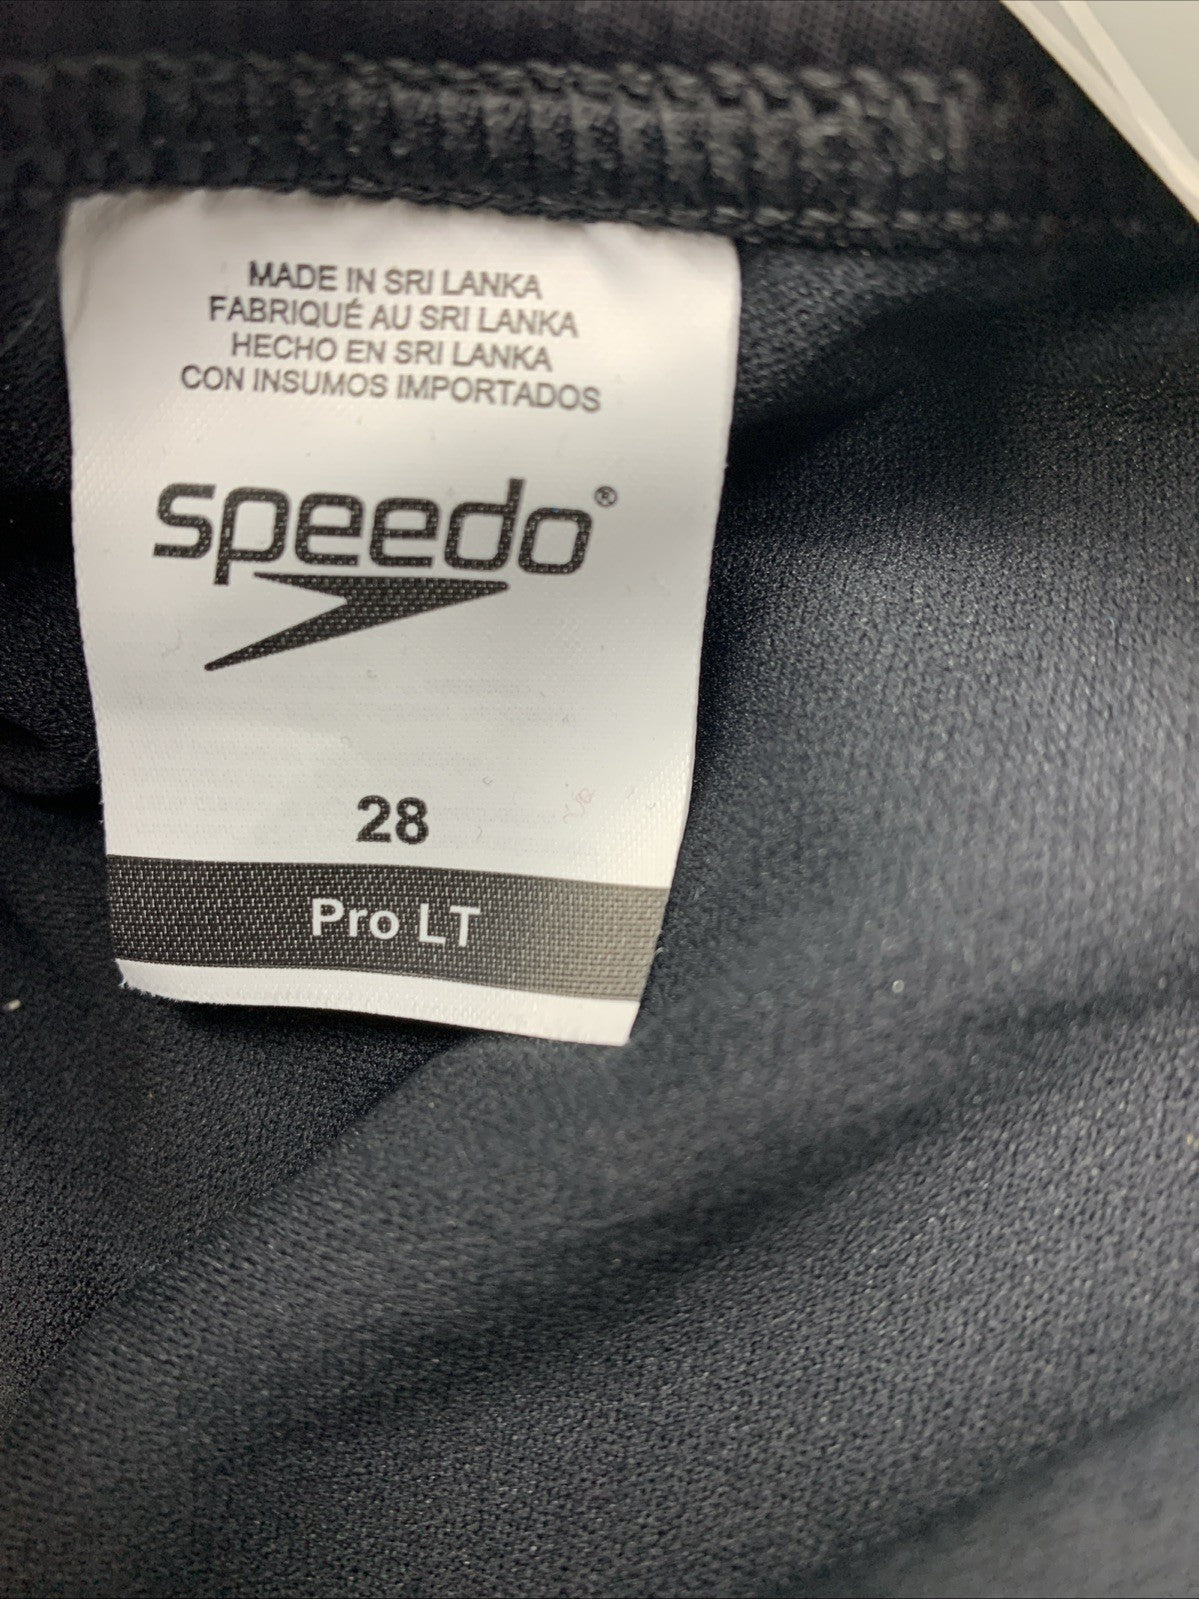 MADE IN SRI LANKA
FABRIQUÉ AU SRI LANKA
HECHO EN SRI LANKA
CON INSUMOS IMPORTADOS
speedo®
28
Pro LT